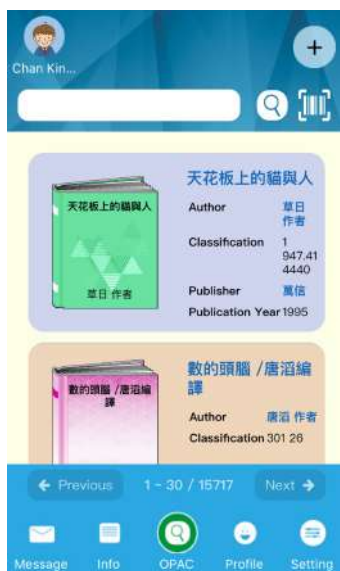 Chan Kin...
+
天花板上的貓與人
天花板上的貓與人
草日 作者
Author 草日
作者
Classification 1
947.41
4440
Publisher 萬信
Publication Year 1995
數的頭腦 /唐滔編
譯
數的頭腦 /唐滔編
譯
Author 唐滔 作者
Classification 301 26
← Previous 1 - 30 / 15717 Next →
Message Info OPAC Profile Setting